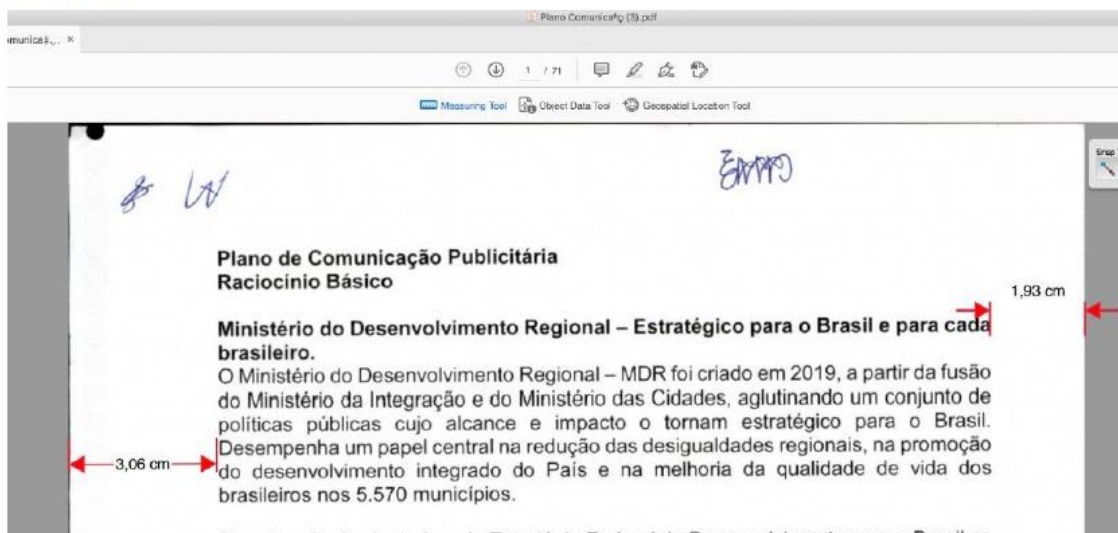 Plano Comunicaº̧ (3).pdf
1 / 71
Measuring Tool Object Data Tool Geospatial Location Tool
Snap
Plano de Comunicação Publicitária
Raciocínio Básico
1,93 cm
Ministério do Desenvolvimento Regional – Estratégico para o Brasil e para cada
brasileiro.
O Ministério do Desenvolvimento Regional – MDR foi criado em 2019, a partir da fusão
do Ministério da Integração e do Ministério das Cidades, aglutinando um conjunto de
políticas públicas cujo alcance e impacto o tornam estratégico para o Brasil.
Desempenha um papel central na redução das desigualdades regionais, na promoção
3,06 cm
do desenvolvimento integrado do País e na melhoria da qualidade de vida dos
brasileiros nos 5.570 municípios.